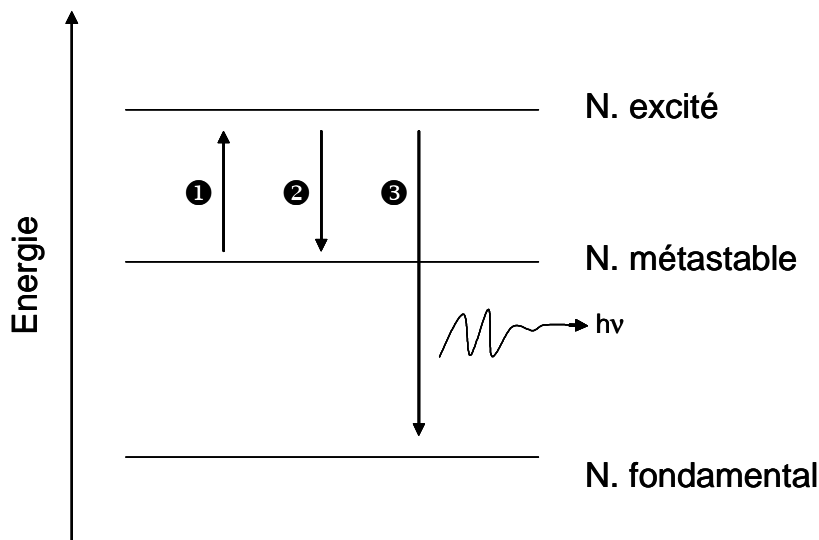 N. excité
❶
❷
❸
N. métastable
Energie
hν
N. fondamental